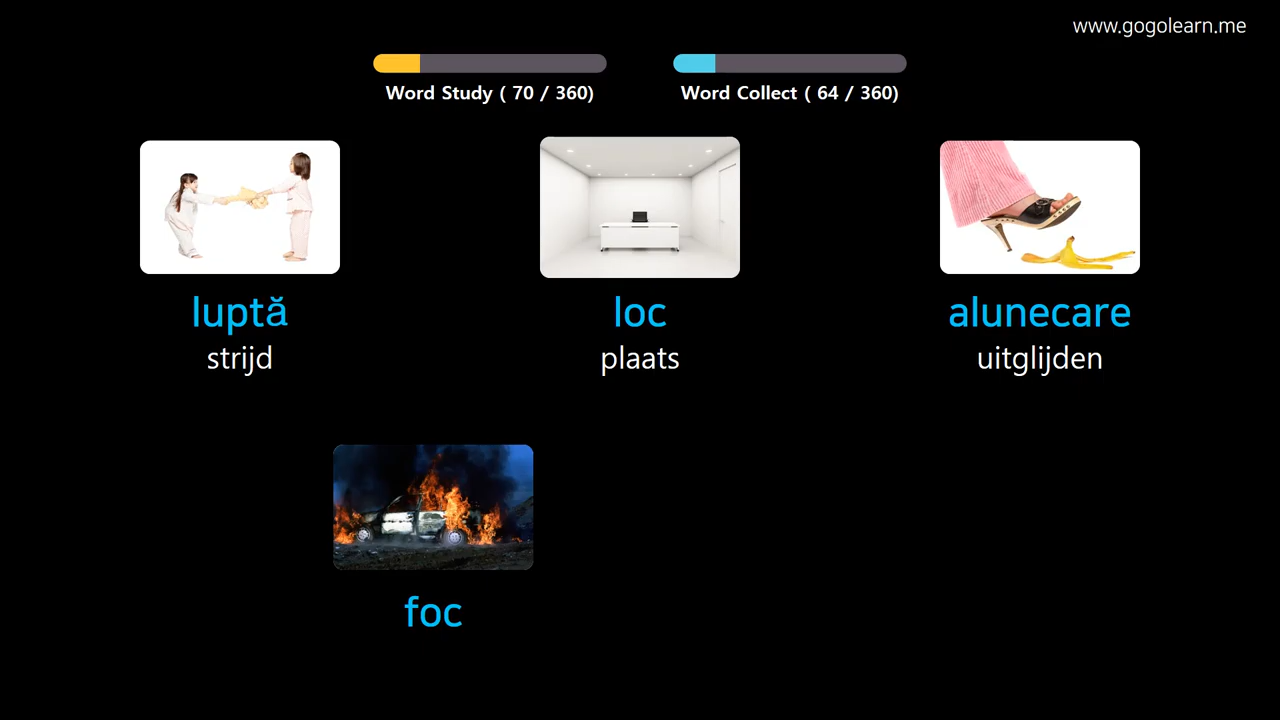 www.gogolearn.me
Word Study ( 70 / 360)
Word Collect ( 64 / 360)
luptă
strijd
loc
plaats
alunecare
uitglijden
foc